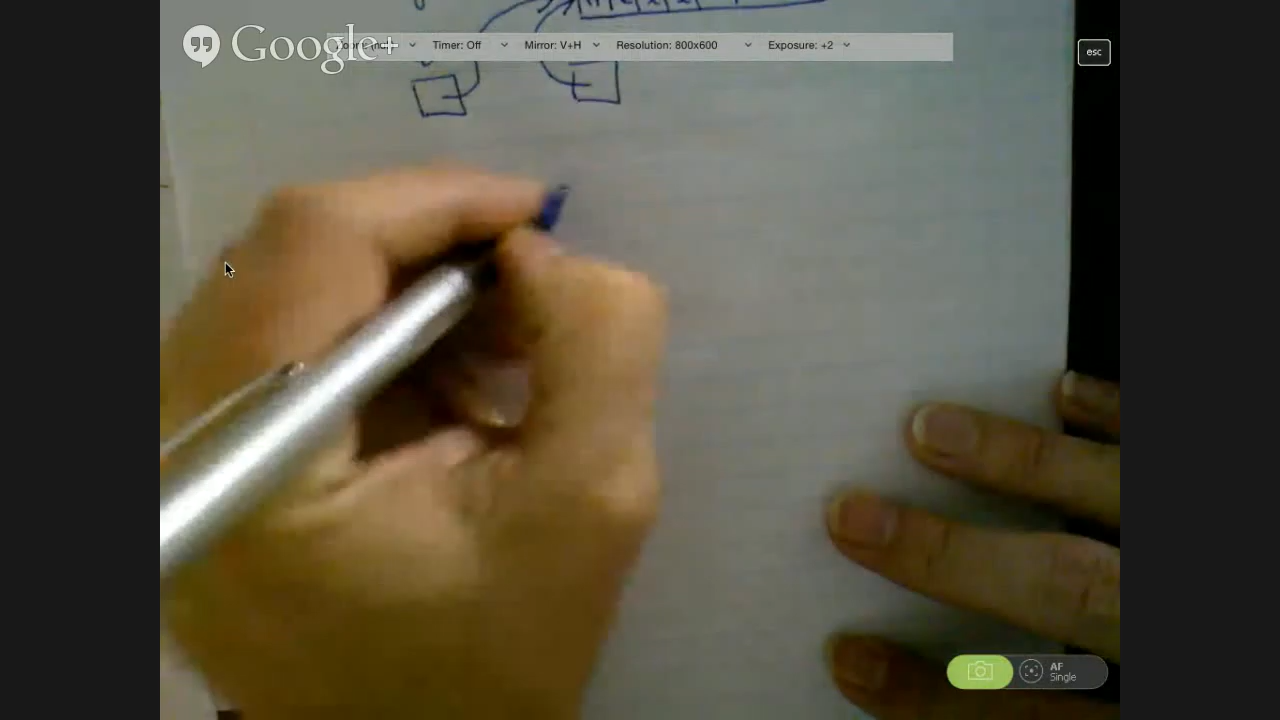 Google+
Timer: Off
Mirror: V+H
Resolution: 800x600
Exposure: +2
esc
AF
Single